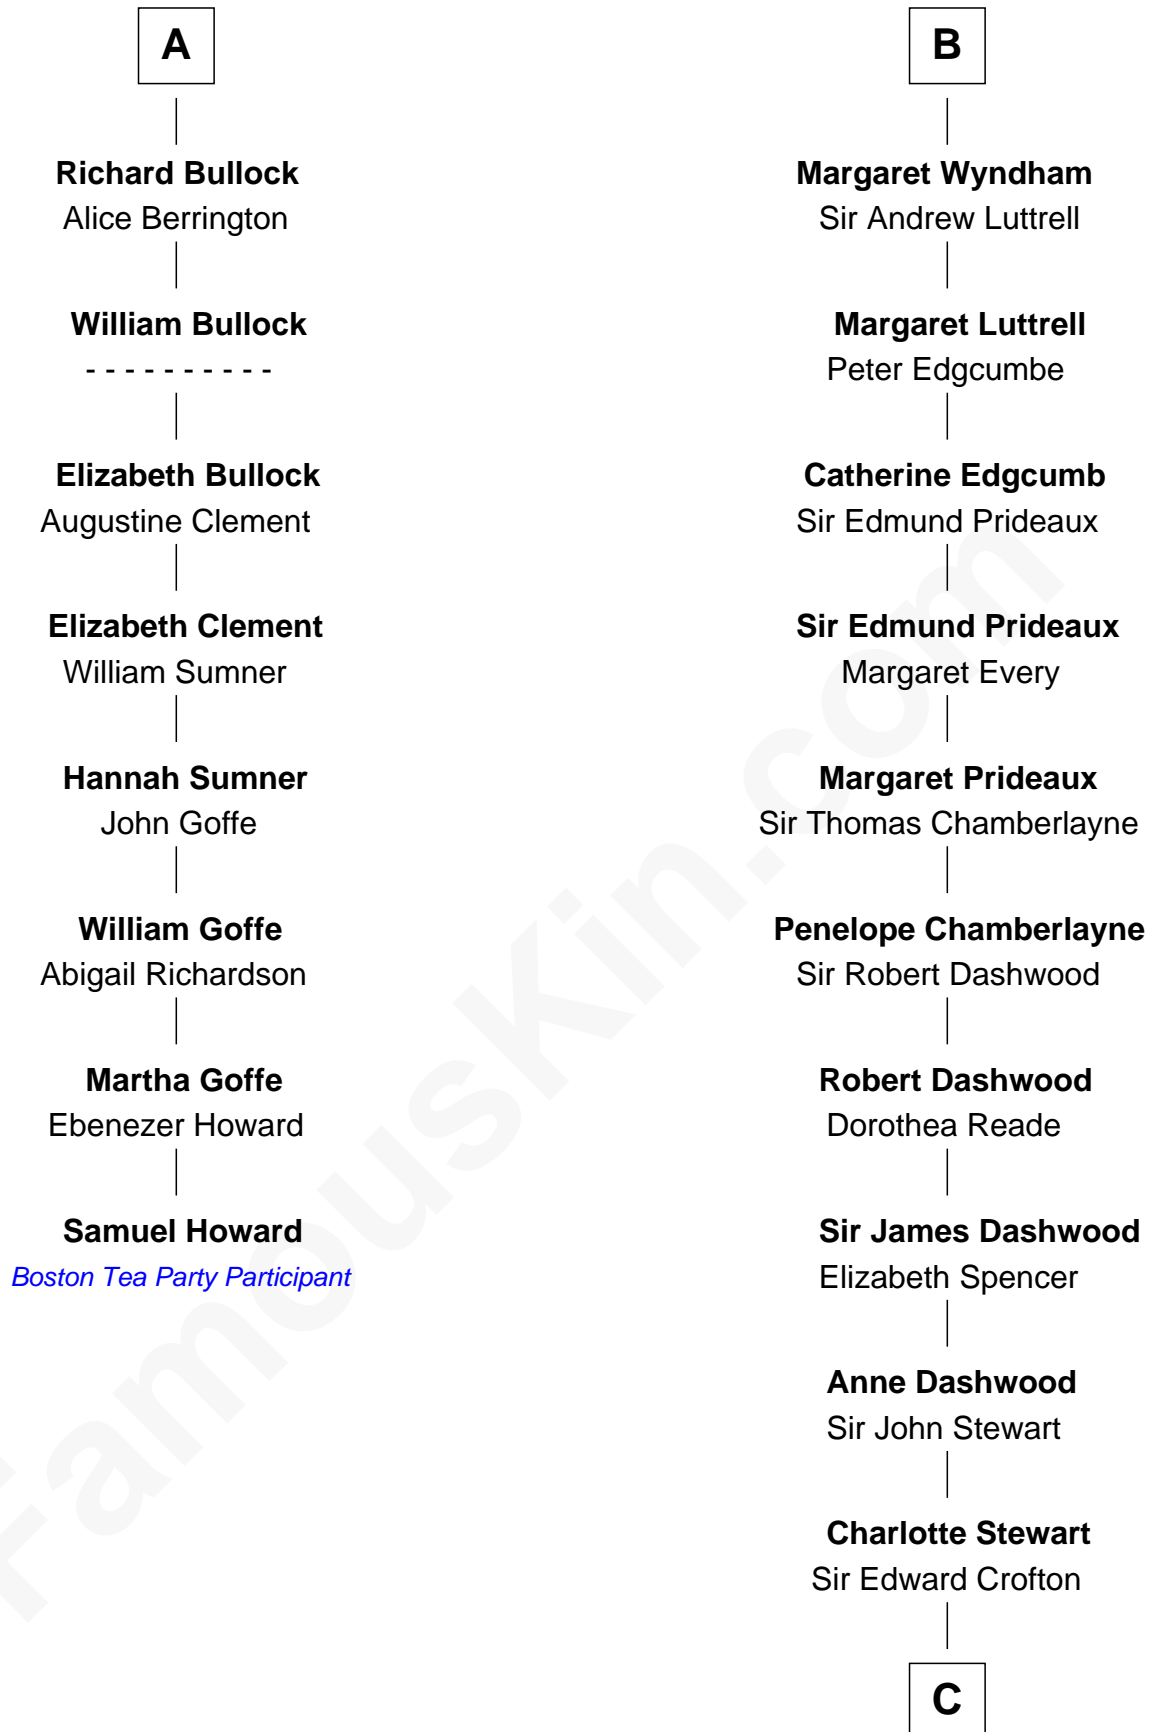 A
Richard Bullock
Alice Berrington
William Bullock
- - - - - - - - - -
Elizabeth Bullock
Augustine Clement
Elizabeth Clement
William Sumner
Hannah Sumner
John Goffe
William Goffe
Abigail Richardson
Martha Goffe
Ebenezer Howard
Samuel Howard
Boston Tea Party Participant
B
Margaret Wyndham
Sir Andrew Luttrell
Margaret Luttrell
Peter Edgcumbe
Catherine Edgcumb
Sir Edmund Prideaux
Sir Edmund Prideaux
Margaret Every
Margaret Prideaux
Sir Thomas Chamberlayne
Penelope Chamberlayne
Sir Robert Dashwood
Robert Dashwood
Dorothea Reade
Sir James Dashwood
Elizabeth Spencer
Anne Dashwood
Sir John Stewart
Charlotte Stewart
Sir Edward Crofton
C
FamousKin.com